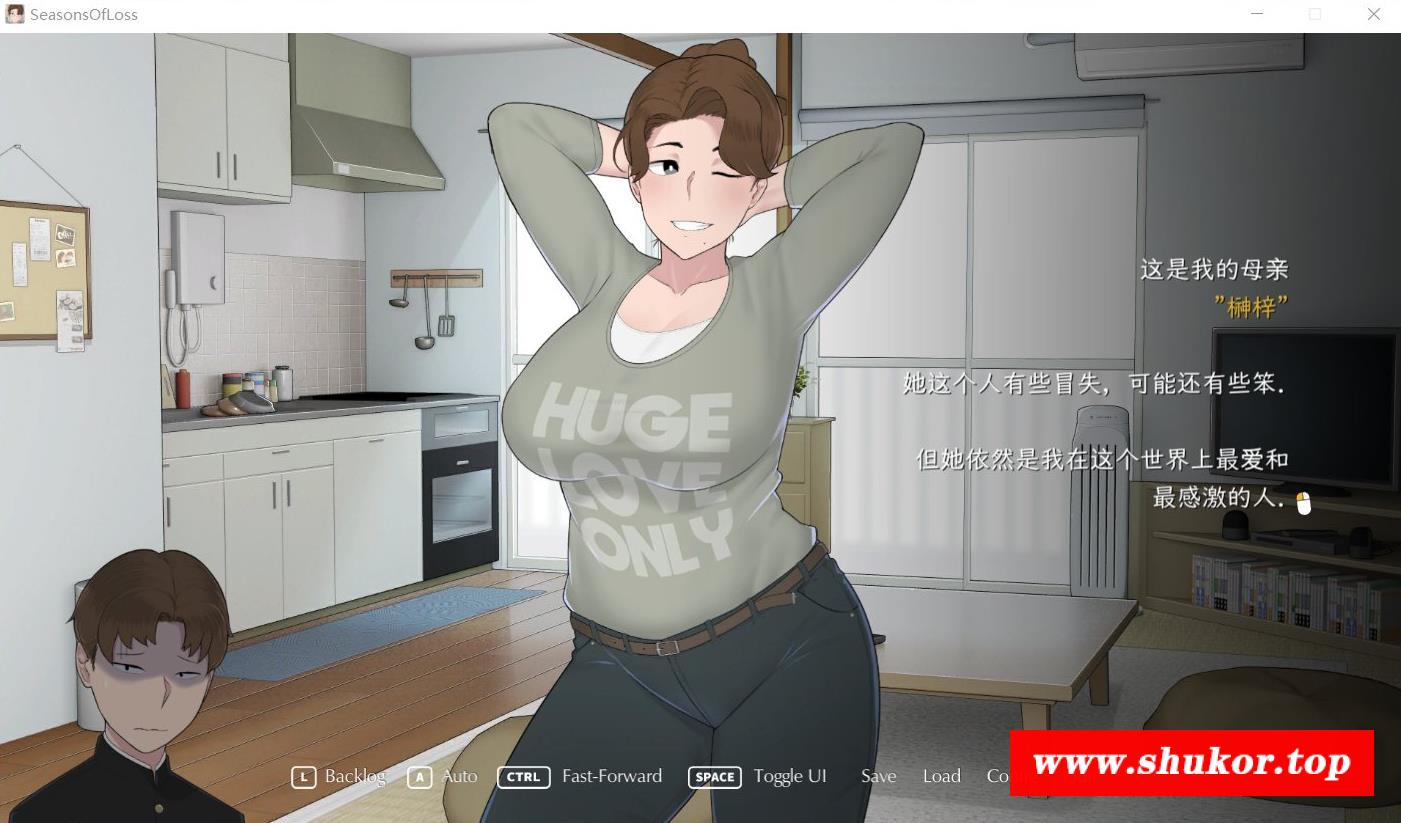 SeasonsOfLoss
这是我的母亲
”榊梓”
她这个人有些冒失，可能还有些笨.
但她依然是我在这个世界上最爱和
最感激的人.
HUGE
LOVE
ONLY
L Backlog A Auto CTRL Fast-Forward SPACE Toggle UI Save Load Co
www.shukor.top